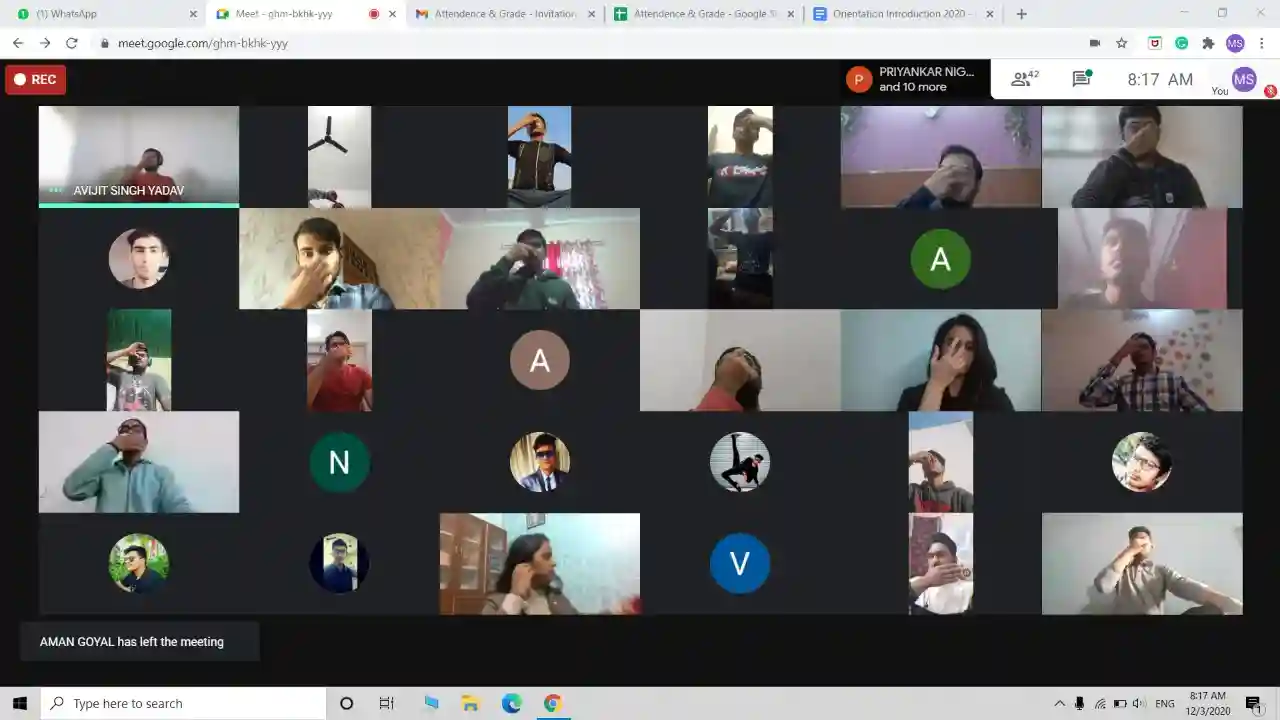 (1) WhatsApp
Meet - ghm-bkhk-yyy
Attendence & Grade - Invitation
Attendence & Grade - Google
Orientation Introduction 2020 -
meet.google.com/ghm-bkhk-yyy
MS
REC
P
PRIYANKAR NIG...
and 10 more
42
8:17 AM
You
MS
AVIJIT SINGH YADAV
A
A
N
V
AMAN GOYAL has left the meeting
Type here to search
ENG
8:17 AM
12/3/2020
1